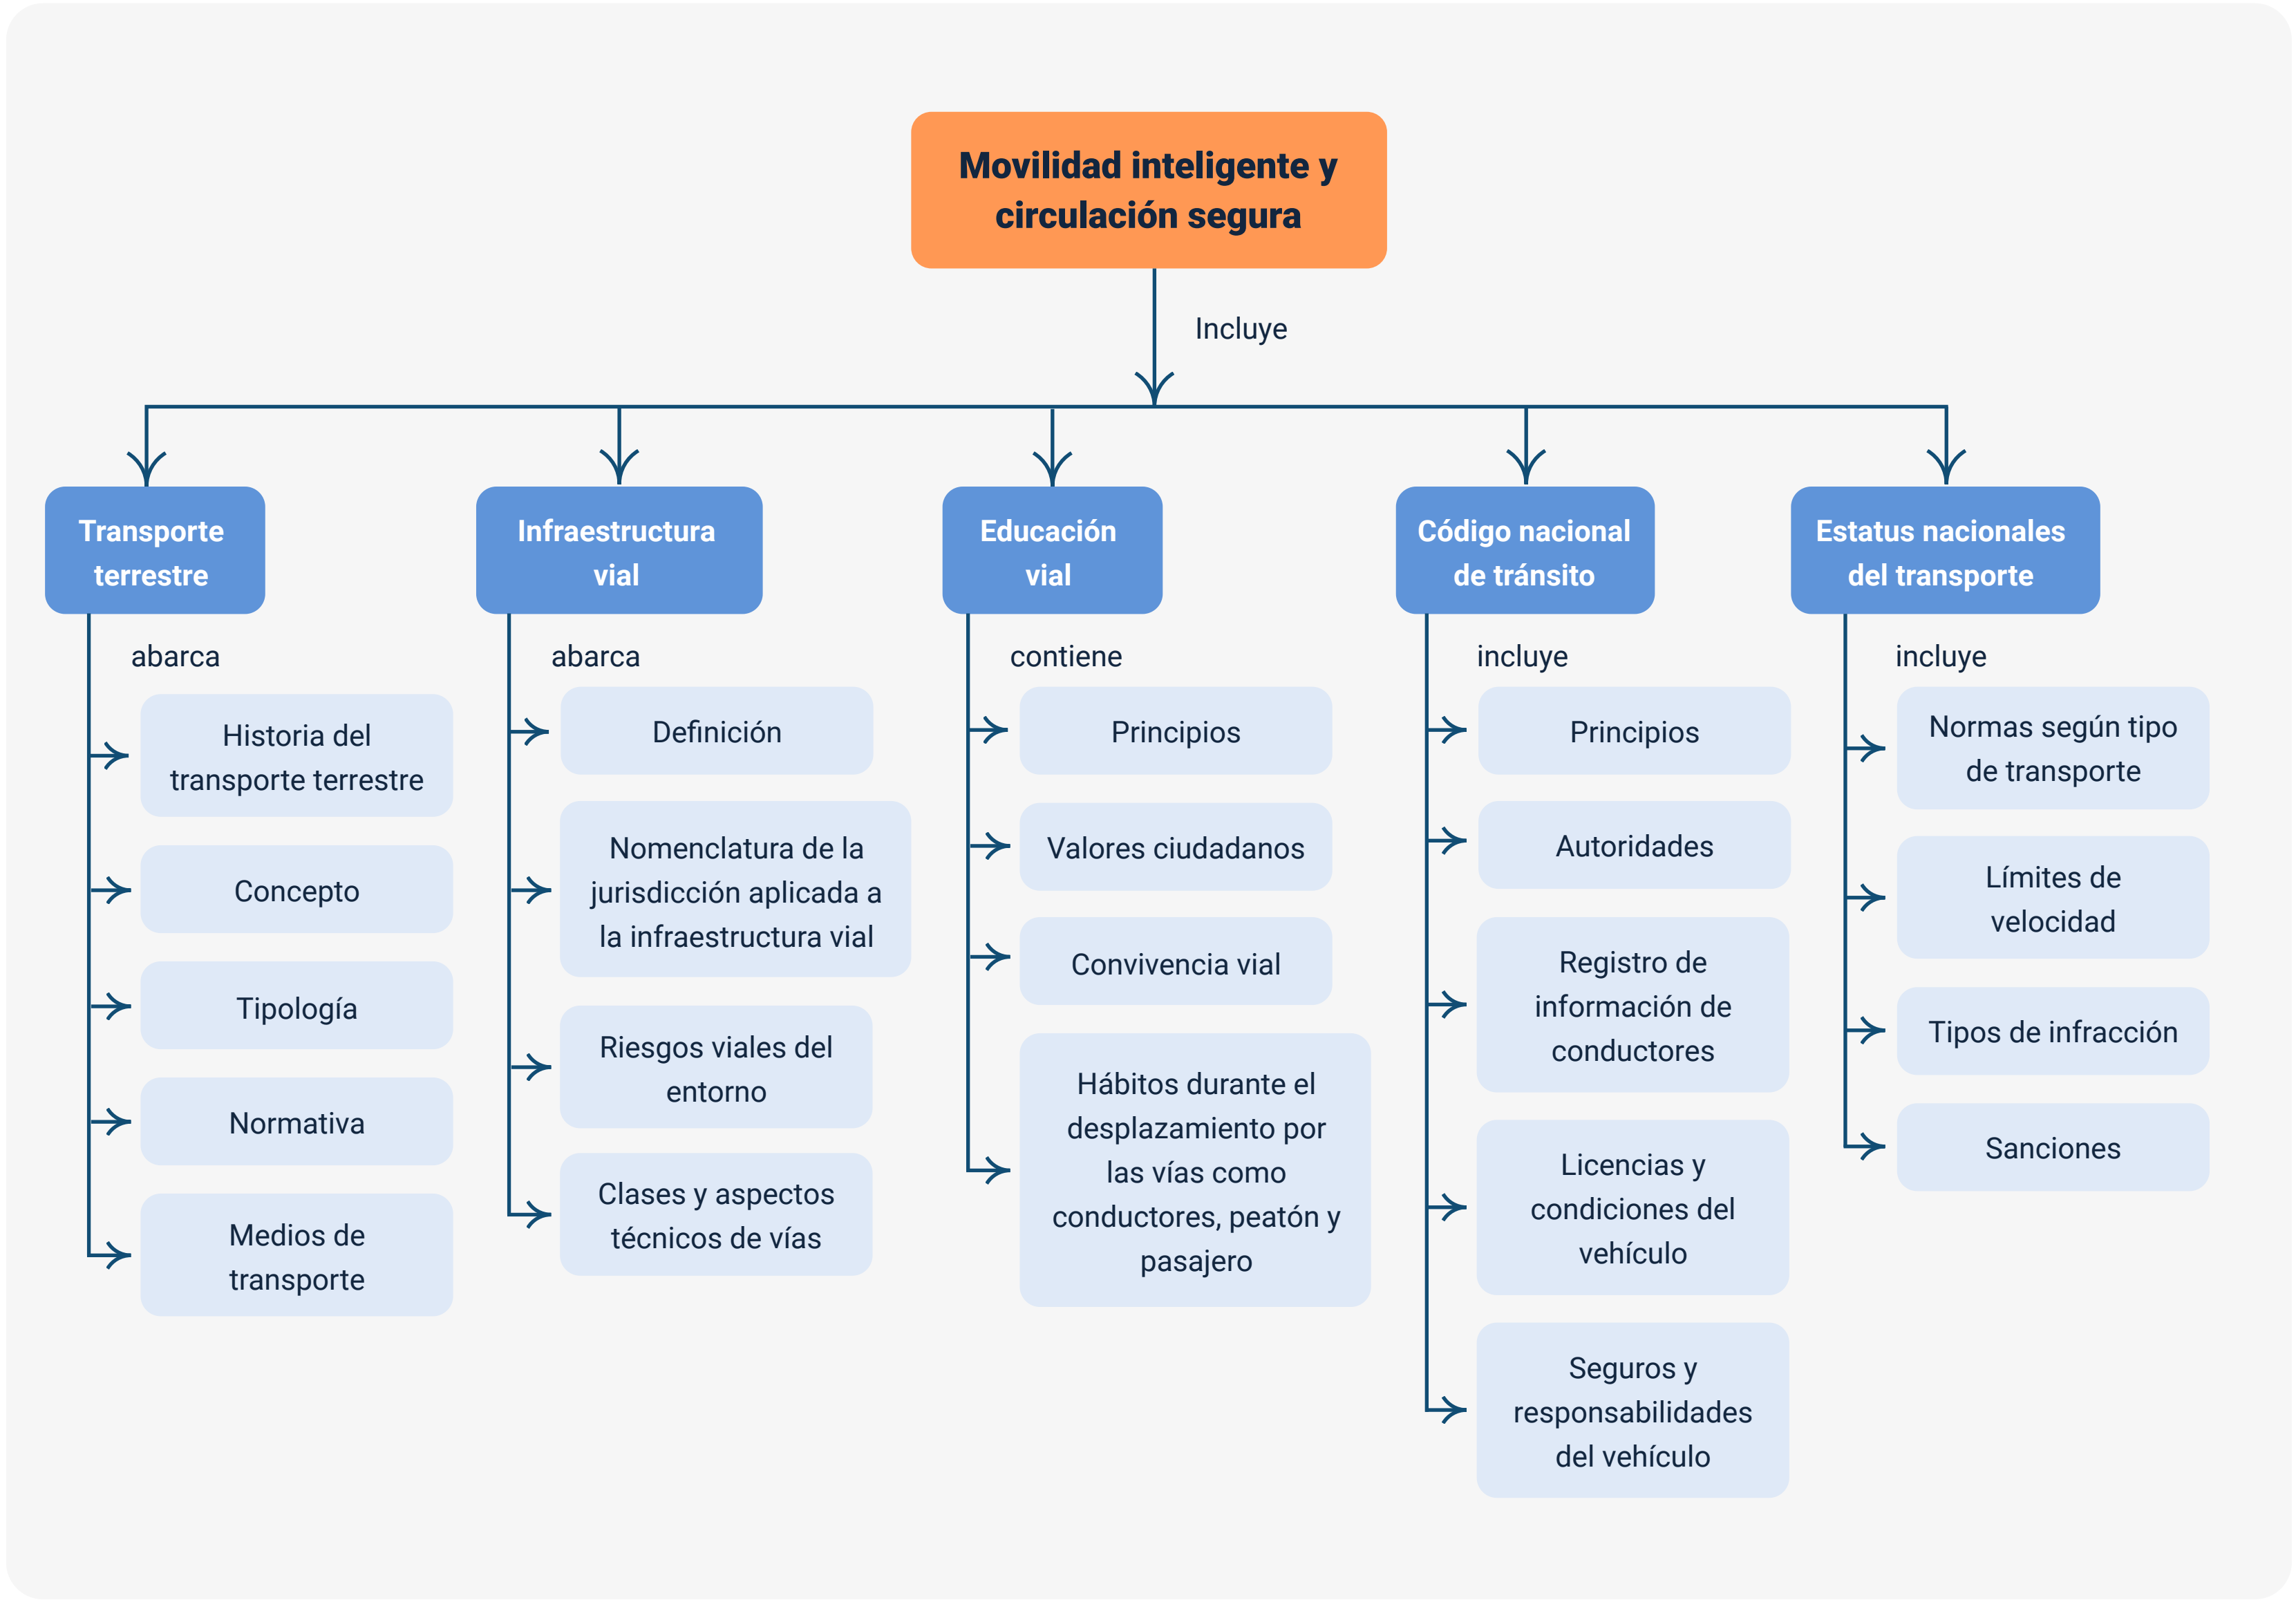 Movilidad inteligente y
circulación segura
Incluye
Transporte
terrestre
abarca
Historia del
transporte terrestre
Concepto
Tipología
Normativa
Medios de
transporte
Infraestructura
vial
abarca
Definición
Nomenclatura de la
jurisdicción aplicada a
la infraestructura vial
Riesgos viales del
entorno
Clases y aspectos
técnicos de vías
Educación
vial
contiene
Principios
Valores ciudadanos
Convivencia vial
Hábitos durante el
desplazamiento por
las vías como
conductores, peatón y
pasajero
Código nacional
de tránsito
incluye
Principios
Autoridades
Registro de
información de
conductores
Licencias y
condiciones del
vehículo
Seguros y
responsabilidades
del vehículo
Estatus nacionales
del transporte
incluye
Normas según tipo
de transporte
Límites de
velocidad
Tipos de infracción
Sanciones